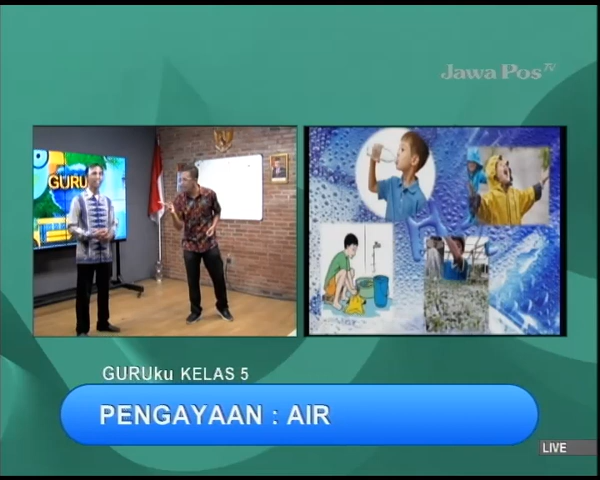 Jawa Pos TV
GURU
GURUku KELAS 5
PENGAYAAN : AIR
LIVE